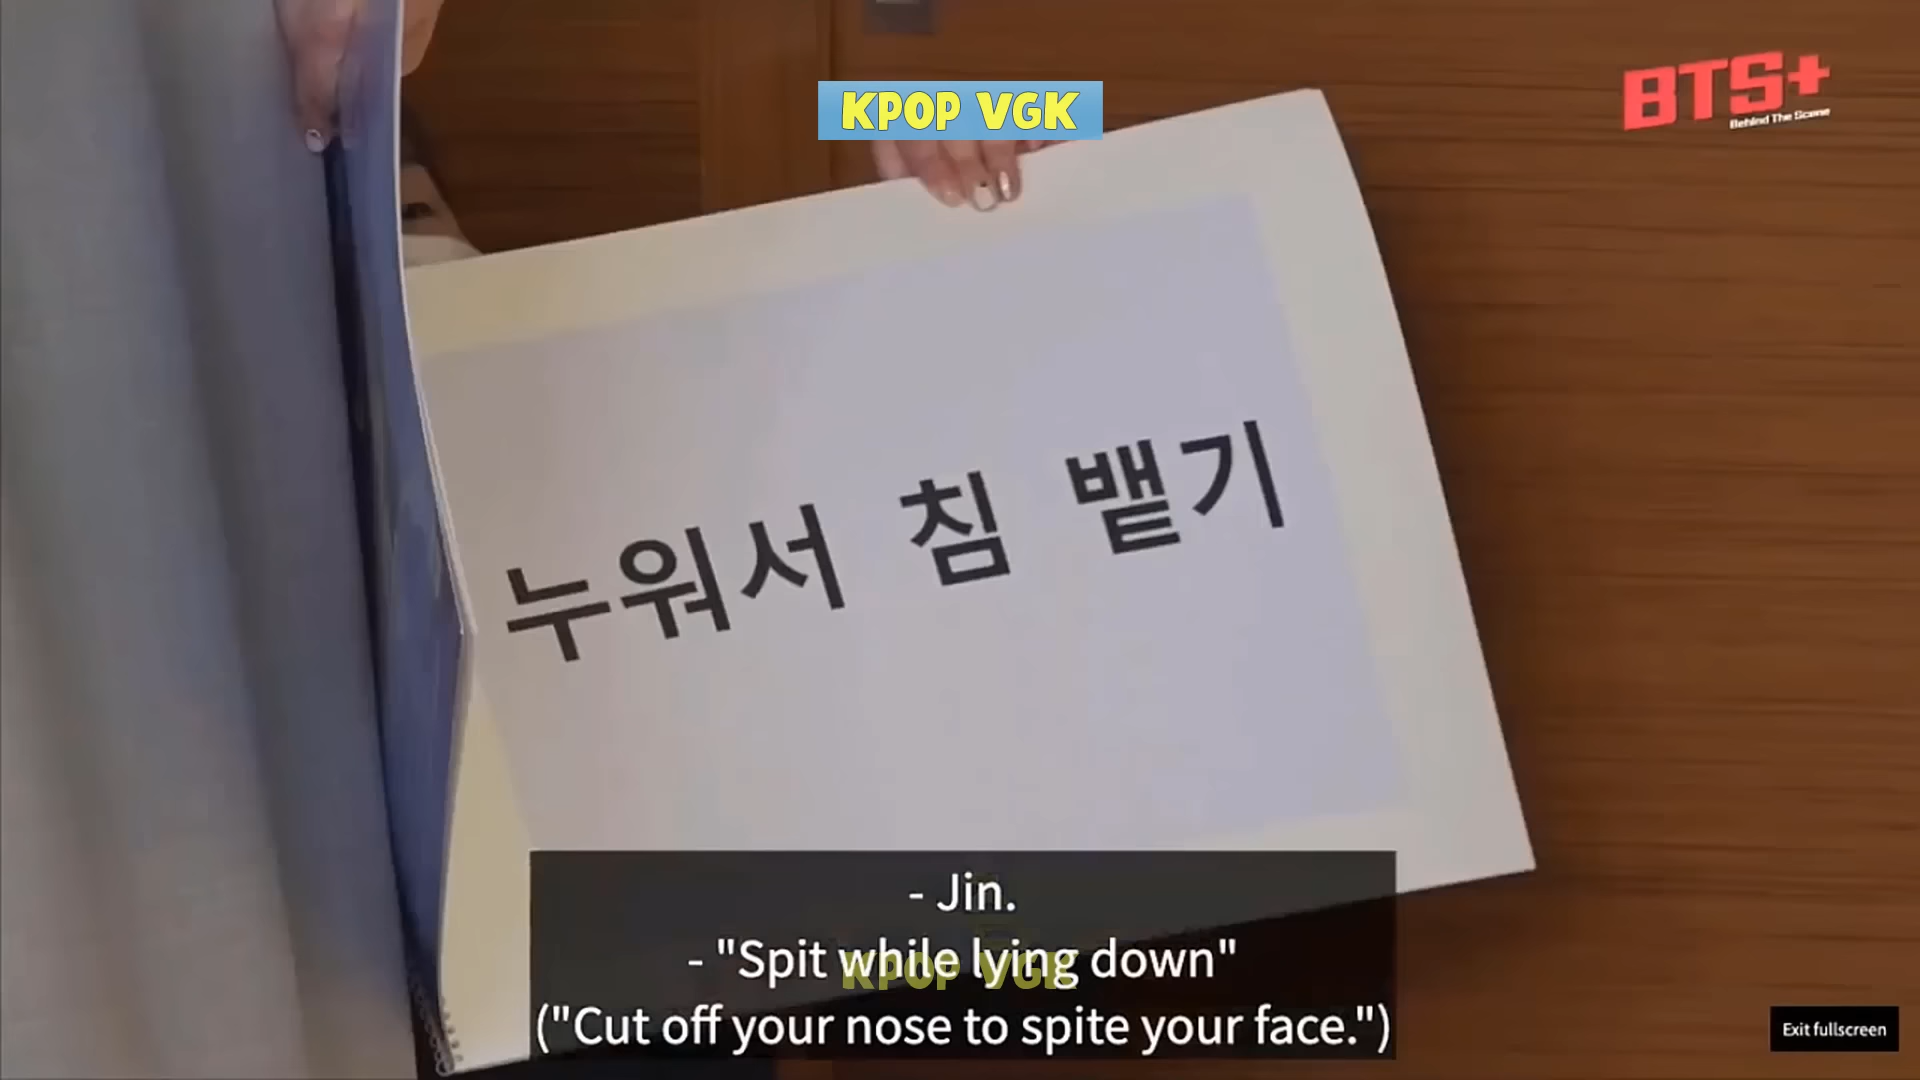 KPOP VGK
BTS+
Behind The Scene
누워서 침 뱉기
- Jin.
- "Spit while lying down"
KPOP VGK
("Cut off your nose to spite your face.")
Exit fullscreen